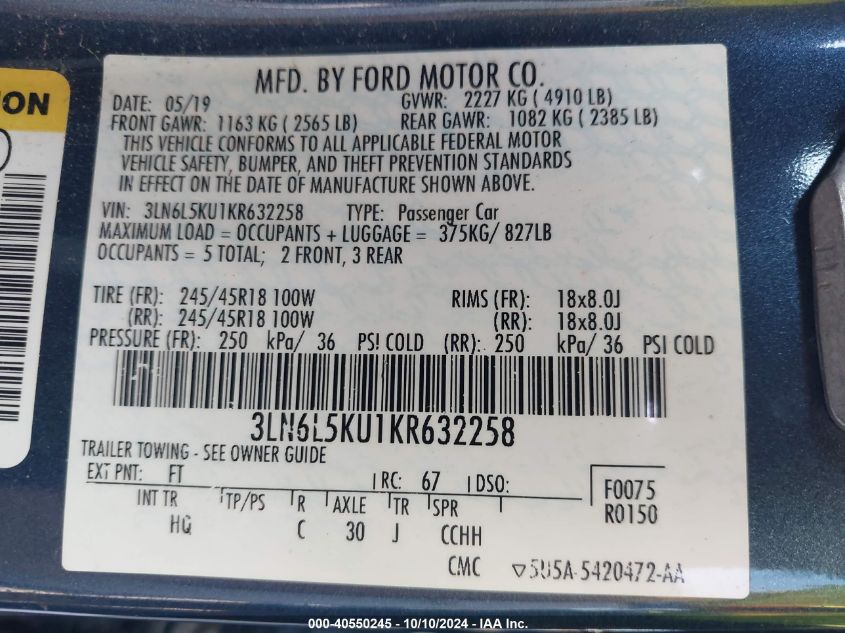 ION
MFD. BY FORD MOTOR CO.
DATE: 05/19 GVWR: 2227 KG ( 4910 LB)
FRONT GAWR: 1163 KG ( 2565 LB) REAR GAWR: 1082 KG ( 2385 LB)
THIS VEHICLE CONFORMS TO ALL APPLICABLE FEDERAL MOTOR
VEHICLE SAFETY, BUMPER, AND THEFT PREVENTION STANDARDS
IN EFFECT ON THE DATE OF MANUFACTURE SHOWN ABOVE.
VIN: 3LN6L5KU1KR632258 TYPE: Passenger Car
MAXIMUM LOAD = OCCUPANTS + LUGGAGE = 375KG/ 827LB
OCCUPANTS = 5 TOTAL; 2 FRONT, 3 REAR
TIRE (FR): 245/45R18 100W RIMS (FR): 18x8.0J
(RR): 245/45R18 100W (RR): 18x8.0J
PRESSURE (FR): 250 kPa/ 36 PSI COLD (RR): 250 kPa/ 36 PSI COLD
3LN6L5KU1KR632258
TRAILER TOWING - SEE OWNER GUIDE
EXT PNT: FT RC: 67 DSO: F0075
INT TR TP/PS R AXLE TR SPR R0150
HQ C 30 J CCHH
CMC ▽5U5A-5420472-AA
000-40550245 - 10/10/2024 - IAA Inc.